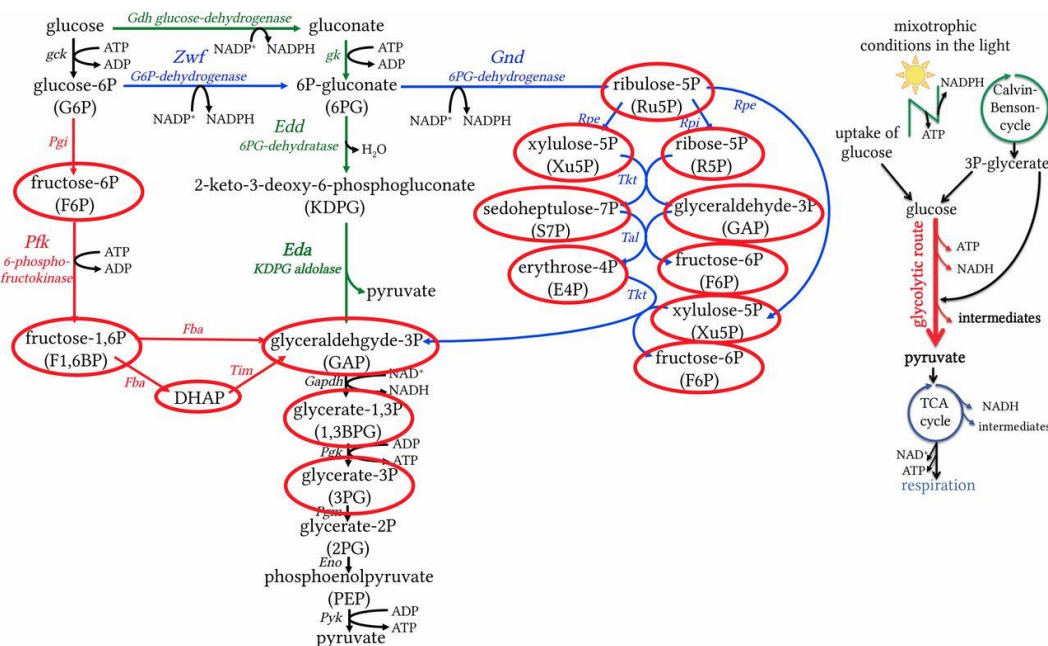 glucose
Gdh glucose-dehydrogenase
gluconate
NADP⁺
NADPH
gck
ATP
ADP
Zwf
gk
ATP
ADP
Gnd
glucose-6P
(G6P)
G6P-dehydrogenase
6P-gluconate
(6PG)
6PG-dehydrogenase
ribulose-5P
(Ru5P)
Rpe
NADP⁺
NADPH
NADP⁺
NADPH
Pgi
Edd
6PG-dehydratase
H₂O
Rpe
Rpi
xylulose-5P
(Xu5P)
ribose-5P
(R5P)
fructose-6P
(F6P)
2-keto-3-deoxy-6-phosphogluconate
(KDPG)
Tkt
sedoheptulose-7P
(S7P)
glyceraldehyde-3P
(GAP)
Pfk
6-phospho-
fructokinase
ATP
ADP
Eda
KDPG aldolase
pyruvate
Tal
erythrose-4P
(E4P)
fructose-6P
(F6P)
Tkt
xylulose-5P
(Xu5P)
fructose-6P
(F6P)
fructose-1,6P
(F1,6BP)
Fba
glyceraldehgyde-3P
(GAP)
Fba
DHAP
Tim
Gapdh
NAD⁺
NADH
glycerate-1,3P
(1,3BPG)
Pgk
ADP
ATP
glycerate-3P
(3PG)
Pgm
glycerate-2P
(2PG)
Eno
phosphoenolpyruvate
(PEP)
Pyk
ADP
ATP
pyruvate
mixotrophic
conditions in the light
NADPH
ATP
Calvin-
Benson-
cycle
uptake of
glucose
3P-glycerate
glucose
glycolytic route
ATP
NADH
intermediates
pyruvate
TCA
cycle
NADH
intermediates
NAD⁺
ATP
respiration